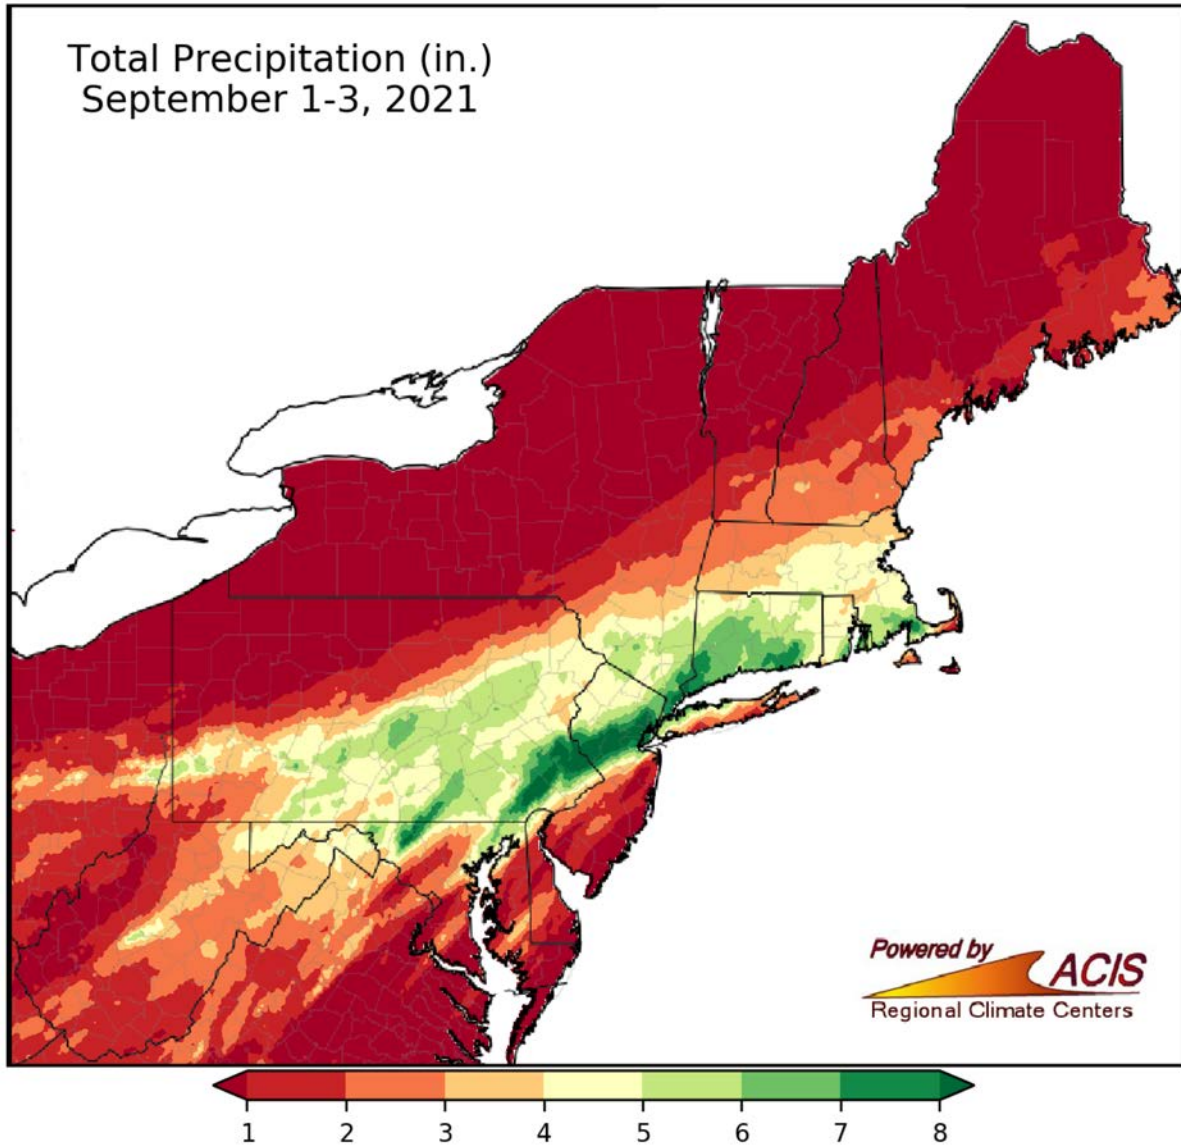 Total Precipitation (in.)
September 1-3, 2021
Powered by
ACIS
Regional Climate Centers
1 2 3 4 5 6 7 8